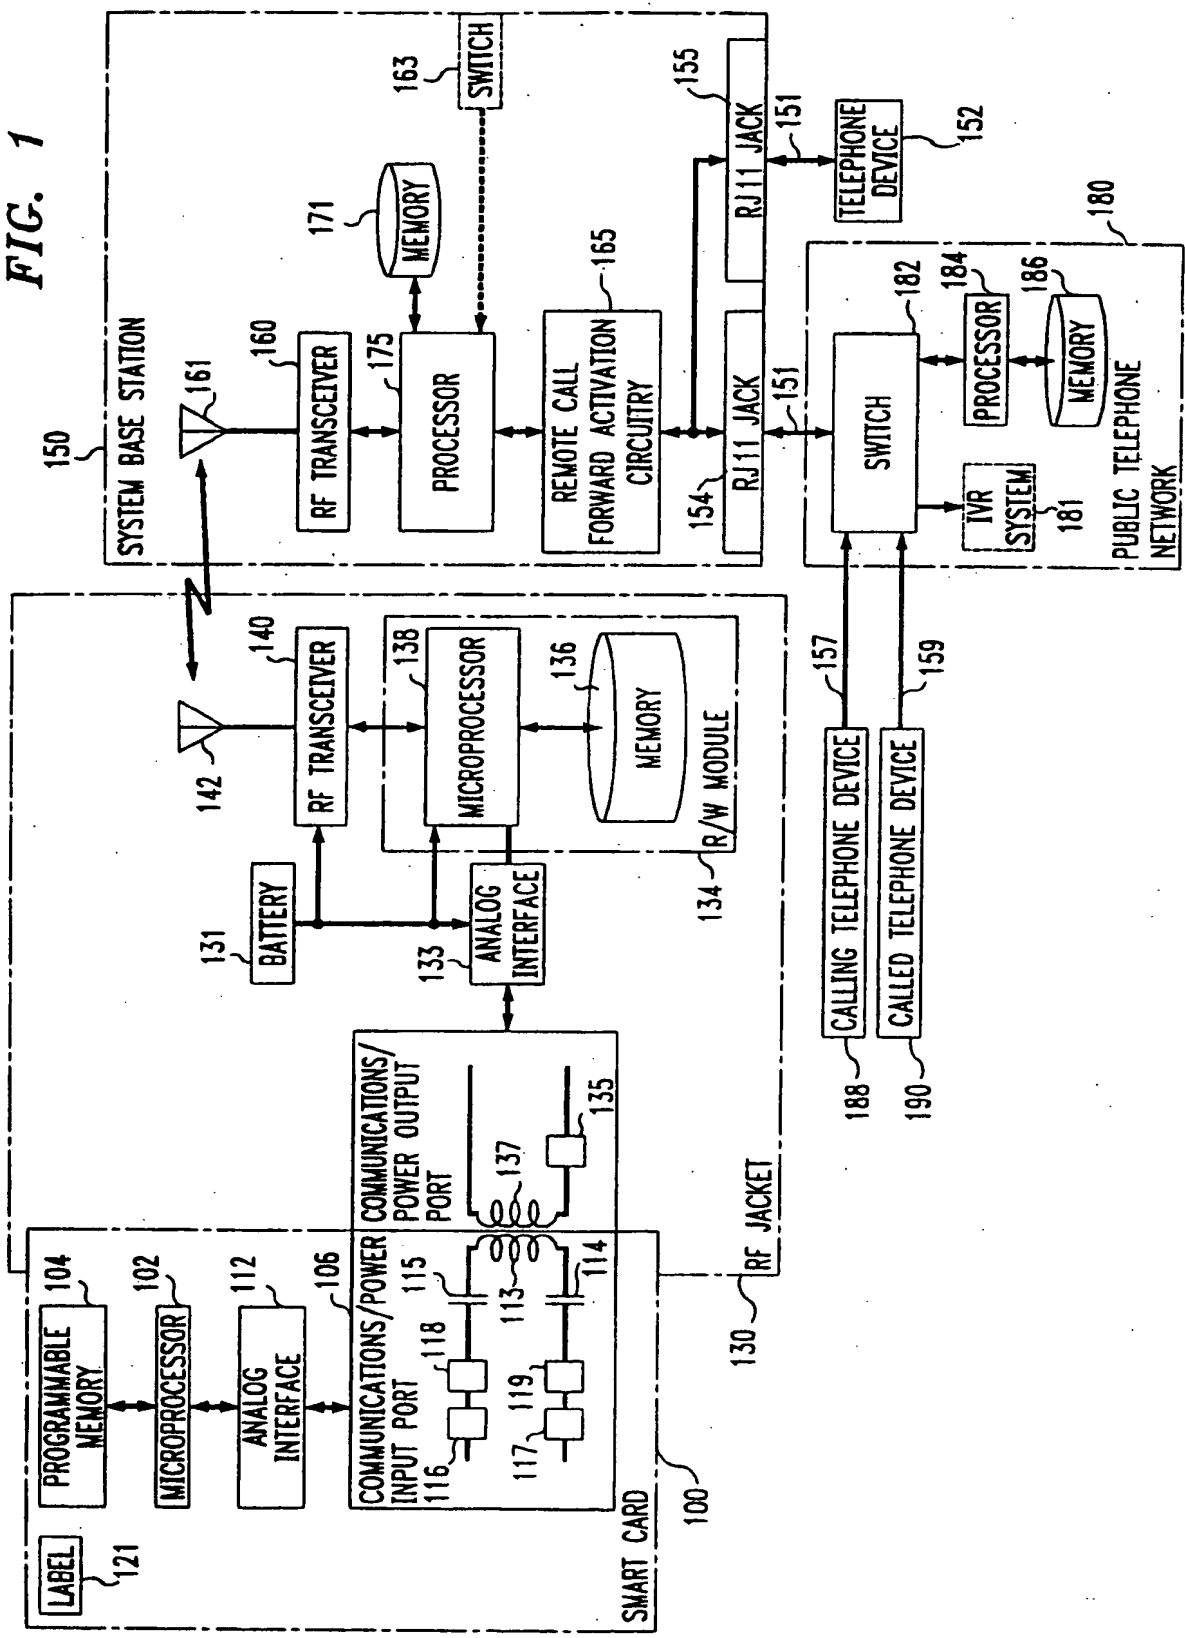 FIG. 1
LABEL
121
PROGRAMMABLE
MEMORY
104
MICROPROCESSOR
102
ANALOG
INTERFACE
112
106
COMMUNICATIONS/POWER
INPUT PORT
116
118
115
117
119
113
114
SMART CARD
100
COMMUNICATIONS/
POWER OUTPUT
PORT
137
135
RF JACKET
130
BATTERY
131
ANALOG
INTERFACE
133
142
RF TRANSCEIVER
140
MICROPROCESSOR
138
MEMORY
136
R/W MODULE
134
150
SYSTEM BASE STATION
161
RF TRANSCEIVER
160
PROCESSOR
175
MEMORY
171
SWITCH
163
REMOTE CALL
FORWARD ACTIVATION
CIRCUITRY
165
RJ11 JACK
154
RJ11 JACK
155
151
151
TELEPHONE
DEVICE
152
SWITCH
182
PROCESSOR
184
MEMORY
186
IVR
SYSTEM
181
PUBLIC TELEPHONE
NETWORK
180
CALLING TELEPHONE DEVICE
188
157
CALLED TELEPHONE DEVICE
190
159